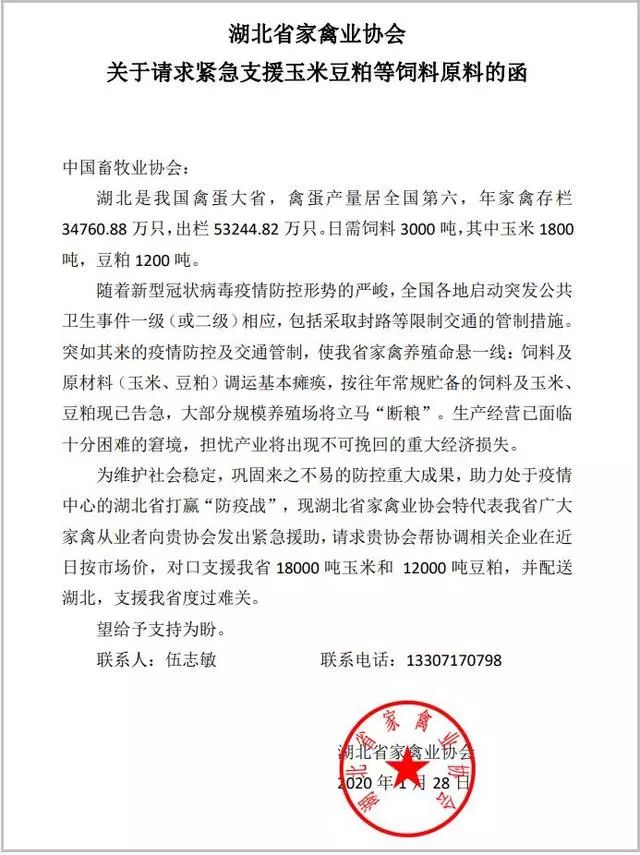 湖北省家禽业协会
关于请求紧急支援玉米豆粕等饲料原料的函
中国畜牧业协会：
湖北是我国禽蛋大省，禽蛋产量居全国第六，年家禽存栏
34760.88 万只，出栏 53244.82 万只。日需饲料 3000 吨，其中玉米 1800
吨，豆粕 1200 吨。
随着新型冠状病毒疫情防控形势的严峻，全国各地启动突发公共
卫生事件一级（或二级）相应，包括采取封路等限制交通的管制措施。
突如其来的疫情防控及交通管制，使我省家禽养殖命悬一线：饲料及
原材料（玉米、豆粕）调运基本瘫痪，按往年常规贮备的饲料及玉米、
豆粕现已告急，大部分规模养殖场将立马“断粮”。生产经营已面临
十分困难的窘境，担忧产业将出现不可挽回的重大经济损失。
为维护社会稳定，巩固来之不易的防控重大成果，助力处于疫情
中心的湖北省打赢“防疫战”，现湖北省家禽业协会特代表我省广大
家禽从业者向贵协会发出紧急援助，请求贵协会帮协调相关企业在近
日按市场价，对口支援我省 18000 吨玉米和 12000 吨豆粕，并配送
湖北，支援我省度过难关。
望给予支持为盼。
联系人：伍志敏 联系电话：13307170798
湖北省家禽业协会
2020 年 1 月 28 日
湖北省家禽业协会